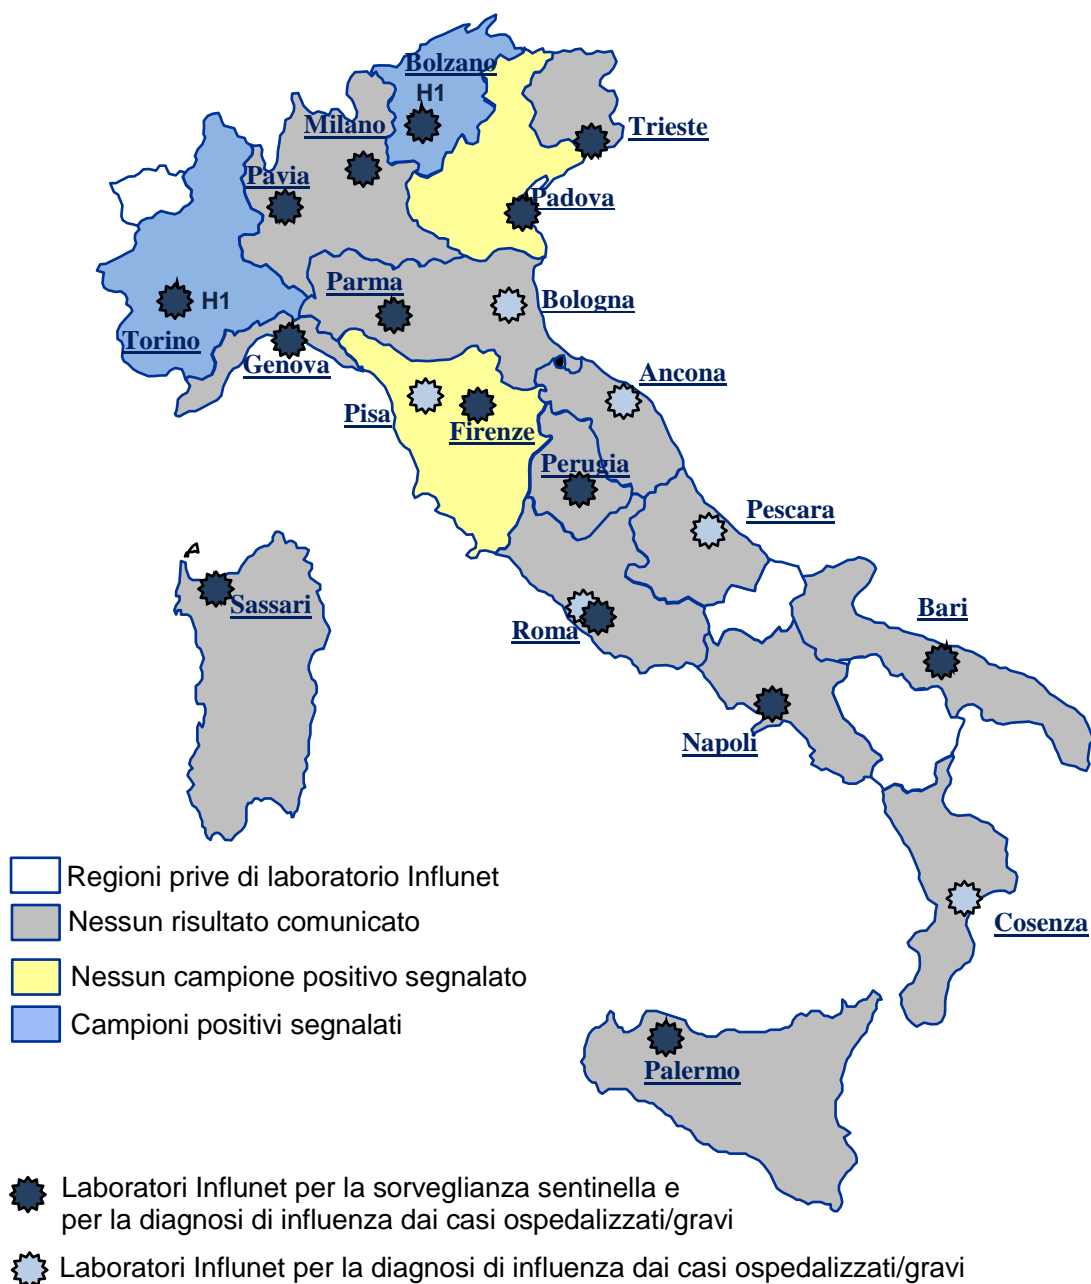 Bolzano
H1
Milano
Trieste
Pavia
Padova
Parma
Bologna
H1
Torino
Genova
Ancona
Pisa
Firenze
Perugia
Pescara
Sassari
Bari
Roma
Napoli
Regioni prive di laboratorio Influnet
Nessun risultato comunicato
Cosenza
Nessun campione positivo segnalato
Campioni positivi segnalati
Palermo
Laboratori Influnet per la sorveglianza sentinella e
per la diagnosi di influenza dai casi ospedalizzati/gravi
Laboratori Influnet per la diagnosi di influenza dai casi ospedalizzati/gravi